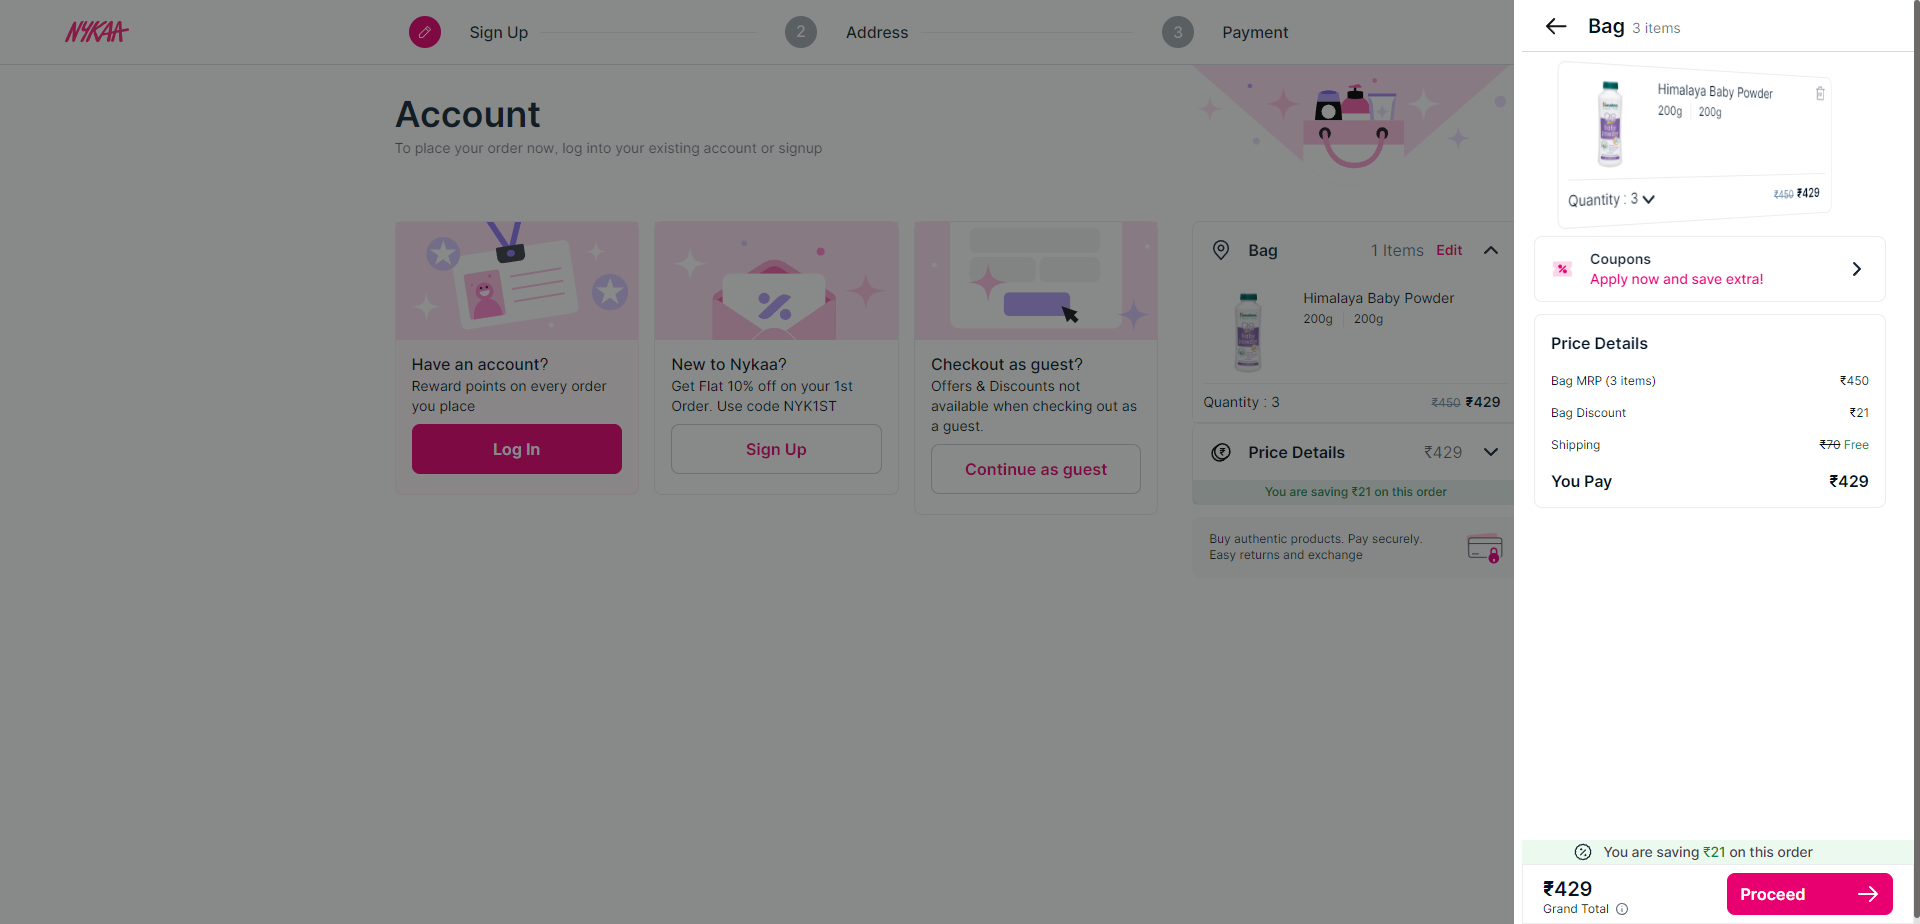 NYKAA
Sign Up
2
Address
3
Payment
Account
To place your order now, log into your existing account or signup
Have an account?
Reward points on every order
you place
Log In
New to Nykaa?
Get Flat 10% off on your 1st
Order. Use code NYK1ST
Sign Up
Checkout as guest?
Offers & Discounts not
available when checking out as
a guest.
Continue as guest
Bag
1 Items
Edit
Himalaya Baby Powder
200g 200g
Quantity : 3
₹450 ₹429
Price Details
₹429
You are saving ₹21 on this order
Buy authentic products. Pay securely.
Easy returns and exchange
Bag 3 items
Himalaya Baby Powder
200g 200g
Quantity : 3
₹450 ₹429
Coupons
Apply now and save extra!
Price Details
Bag MRP (3 items) ₹450
Bag Discount ₹21
Shipping ₹70 Free
You Pay ₹429
You are saving ₹21 on this order
₹429
Grand Total
Proceed